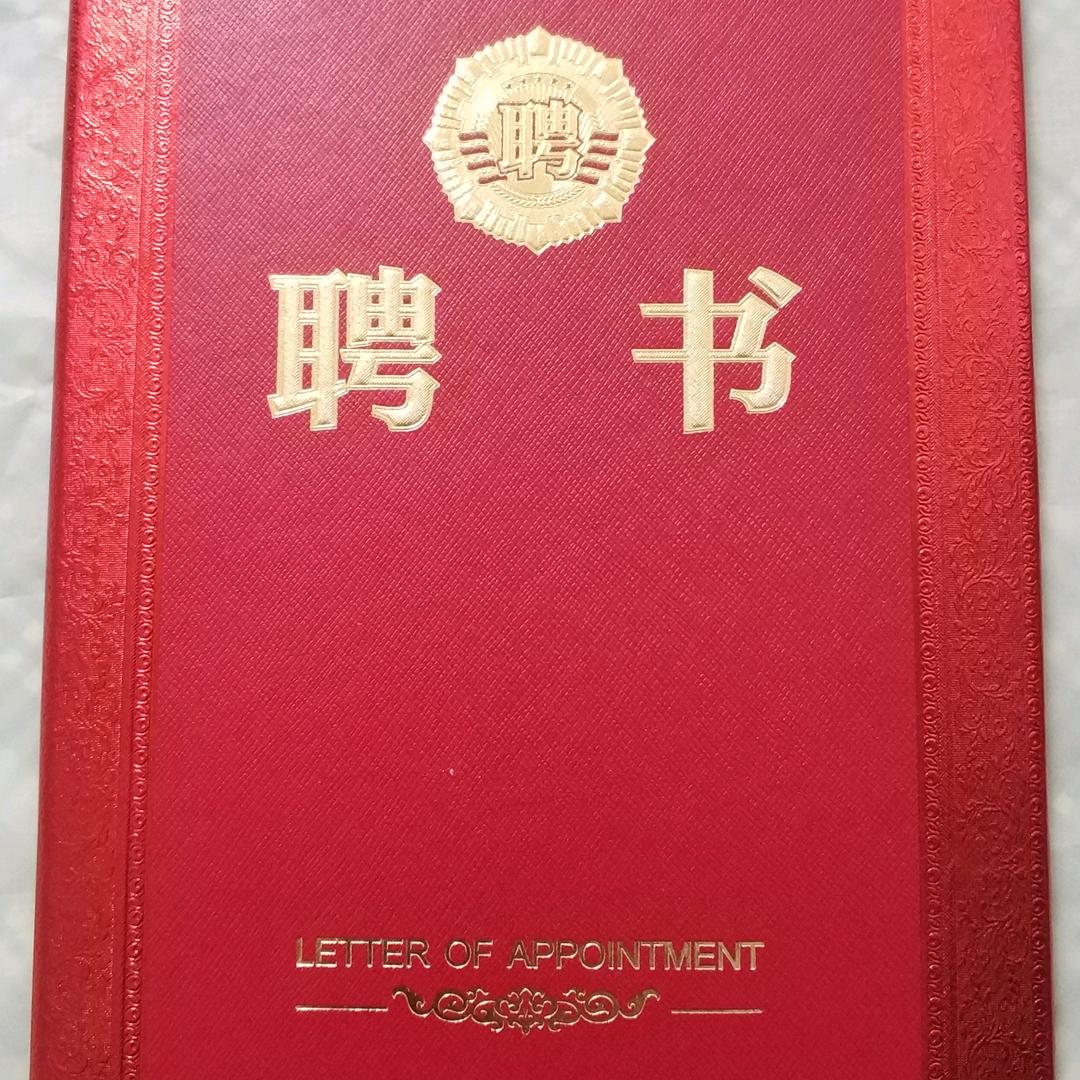 聘
聘 书
LETTER OF APPOINTMENT